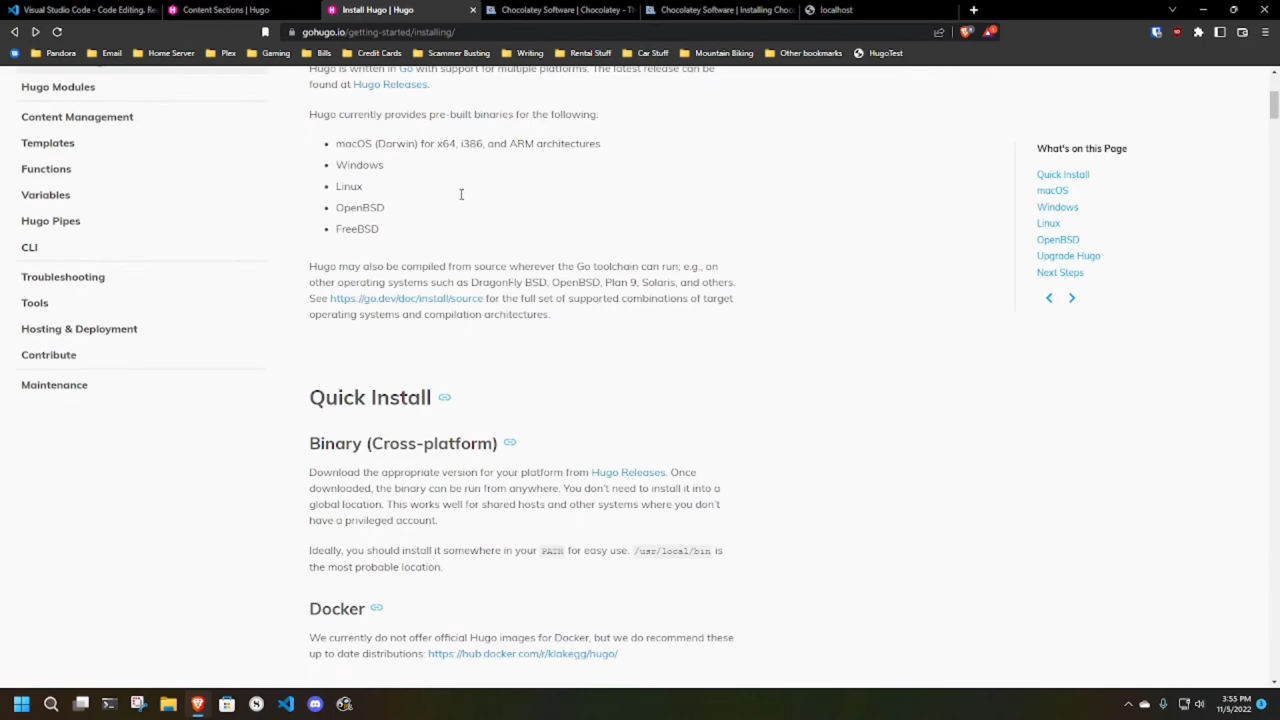 Visual Studio Code - Code Editing. Re
Content Sections | Hugo
Install Hugo | Hugo
Chocolatey Software | Chocolatey - Th
Chocolatey Software | Installing Choco
localhost
gohugo.io/getting-started/installing/
Pandora
Email
Home Server
Plex
Gaming
Bills
Credit Cards
Scammer Busting
Writing
Rental Stuff
Car Stuff
Mountain Biking
Other bookmarks
HugoTest
Hugo Modules
Content Management
Templates
Functions
Variables
Hugo Pipes
CLI
Troubleshooting
Tools
Hosting & Deployment
Contribute
Maintenance
Hugo is written in Go with support for multiple platforms. The latest release can be
found at Hugo Releases.
Hugo currently provides pre-built binaries for the following:
• macOS (Darwin) for x64, i386, and ARM architectures
• Windows
• Linux
• OpenBSD
• FreeBSD
Hugo may also be compiled from source wherever the Go toolchain can run; e.g., on
other operating systems such as DragonFly BSD, OpenBSD, Plan 9, Solaris, and others.
See https://go.dev/doc/install/source for the full set of supported combinations of target
operating systems and compilation architectures.
Quick Install
Binary (Cross-platform)
Download the appropriate version for your platform from Hugo Releases. Once
downloaded, the binary can be run from anywhere. You don't need to install it into a
global location. This works well for shared hosts and other systems where you don't
have a privileged account.
Ideally, you should install it somewhere in your PATH for easy use. /usr/local/bin is
the most probable location.
Docker
We currently do not offer official Hugo images for Docker, but we do recommend these
up to date distributions: https://hub.docker.com/r/klakegg/hugo/
What's on this Page
Quick Install
macOS
Windows
Linux
OpenBSD
Upgrade Hugo
Next Steps
3:55 PM
11/5/2022